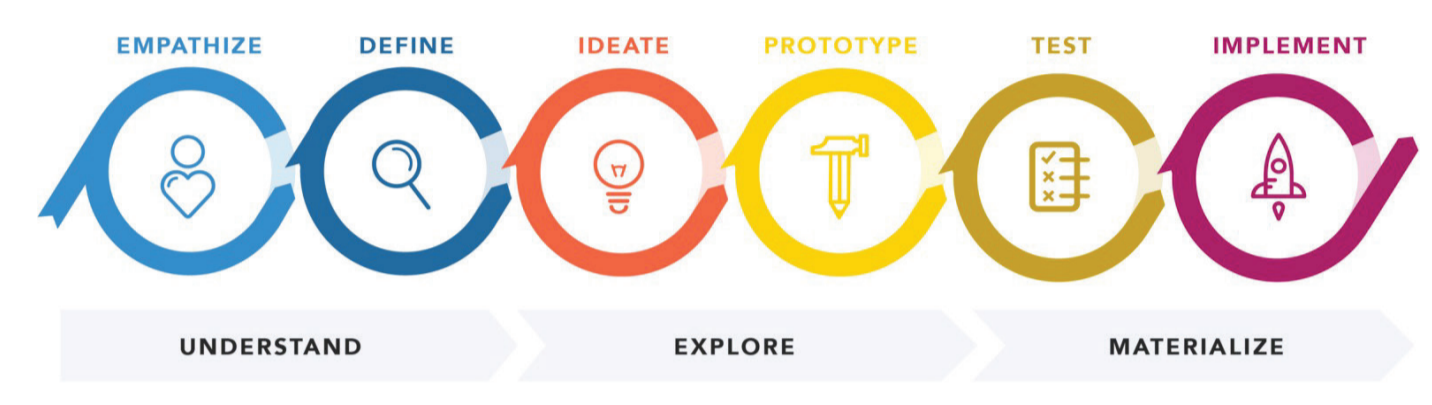 EMPATHIZE DEFINE IDEATE PROTOTYPE TEST IMPLEMENT
UNDERSTAND EXPLORE MATERIALIZE